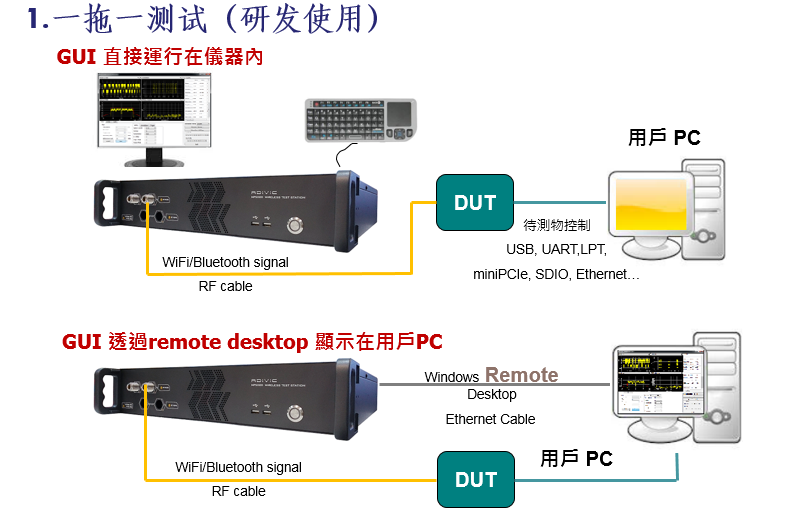 1.一拖一测试（研发使用）
GUI 直接運行在儀器內
用戶 PC
ADIVIC
DUT
待測物控制
USB, UART,LPT,
miniPCIe, SDIO, Ethernet…
WiFi/Bluetooth signal
RF cable
GUI 透過remote desktop 顯示在用戶PC
ADIVIC
Windows Remote
Desktop
Ethernet Cable
用戶 PC
WiFi/Bluetooth signal
RF cable
DUT